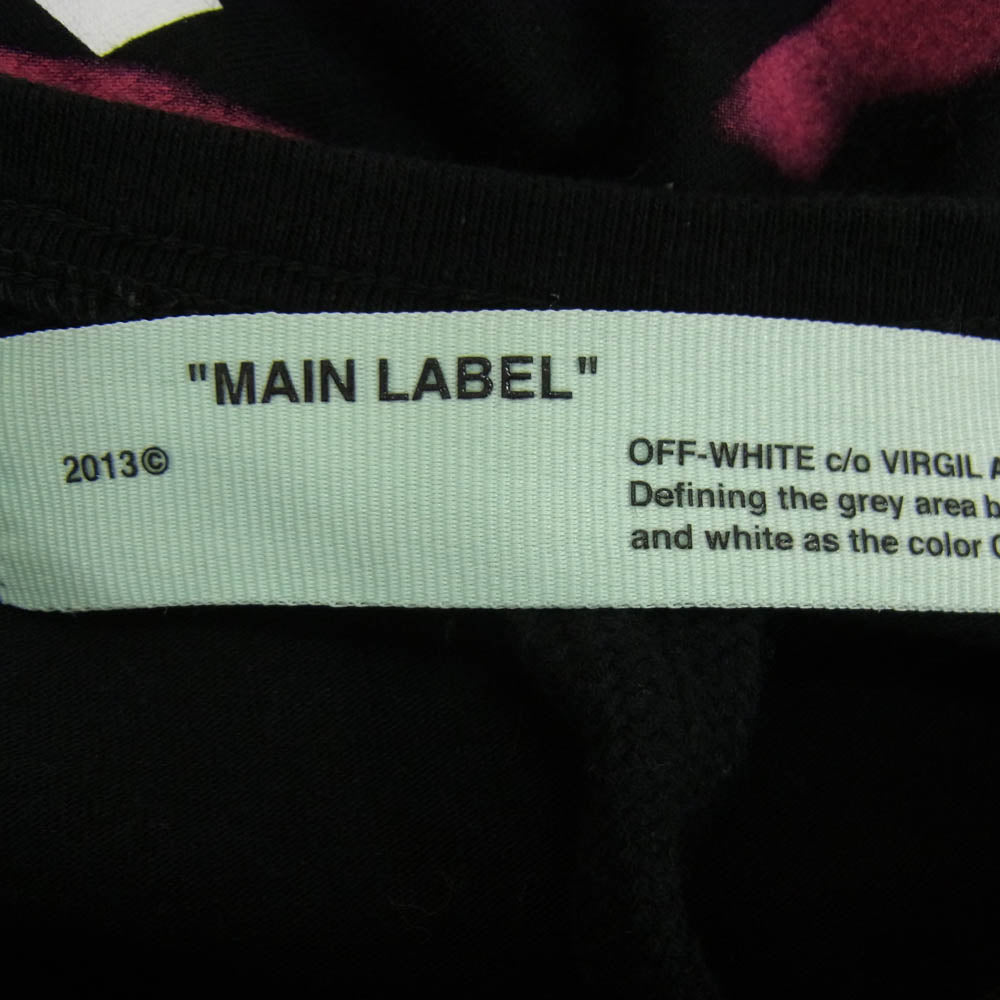 "MAIN LABEL"
2013©
OFF-WHITE c/o VIRGIL
Defining the grey area
and white as the color